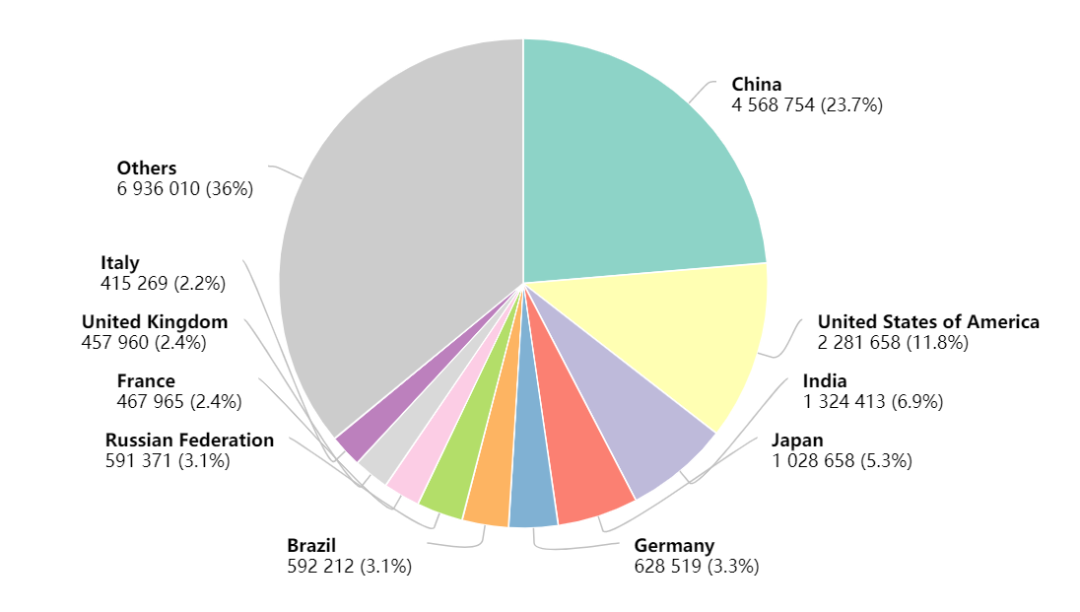 China
4 568 754 (23.7%)
Others
6 936 010 (36%)
Italy
415 269 (2.2%)
United Kingdom
457 960 (2.4%)
United States of America
2 281 658 (11.8%)
France
467 965 (2.4%)
India
1 324 413 (6.9%)
Russian Federation
591 371 (3.1%)
Japan
1 028 658 (5.3%)
Brazil
592 212 (3.1%)
Germany
628 519 (3.3%)